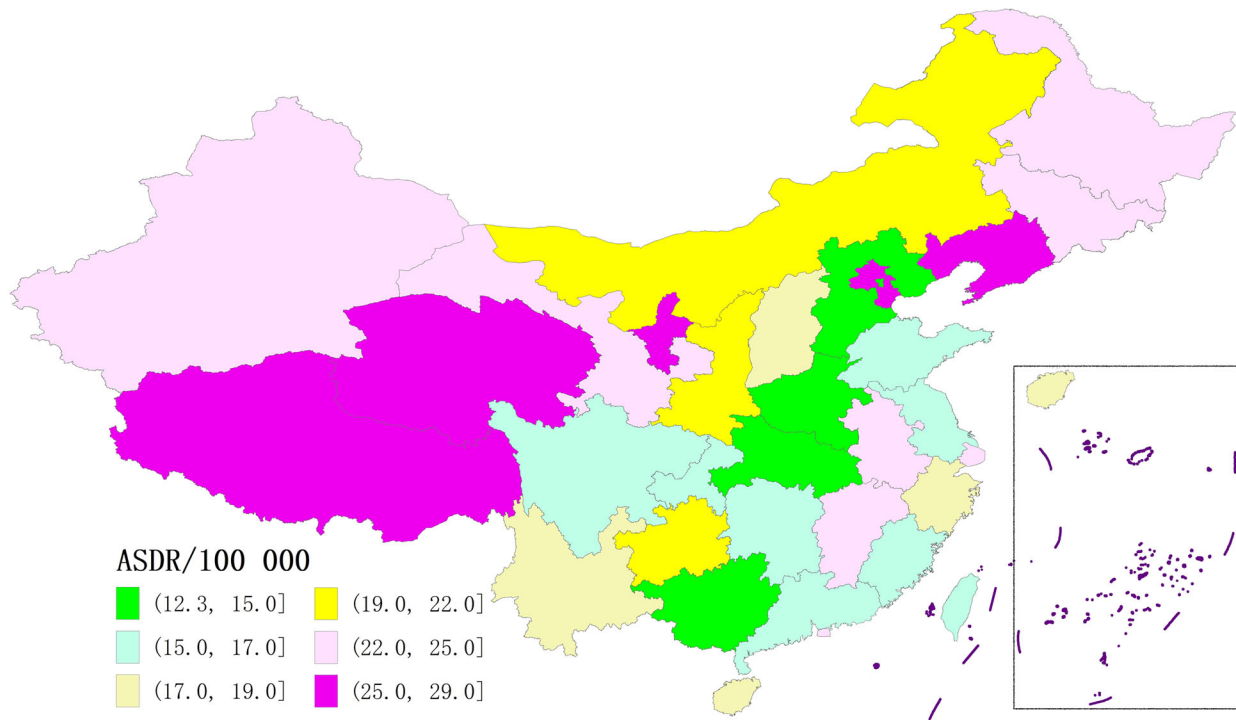 ASDR/100 000
(12.3, 15.0] (19.0, 22.0]
(15.0, 17.0] (22.0, 25.0]
(17.0, 19.0] (25.0, 29.0]